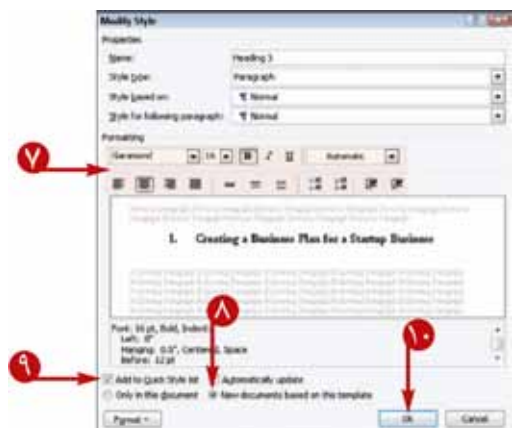 Modify Style
Properties
Name: Heading 3
Style type: Paragraph
Style based on: ¶ Normal
Style for following paragraph: ¶ Normal
Formatting
٧
Garamond 16 B I U Automatic
I. Creating a Business Plan for a Startup Business
Font: 16 pt, Bold, Indent:
Left: 0"
Hanging: 0.5", Centered, Space
Before: 12 pt
٨
١٠
٩
Add to Quick Style list Automatically update
Only in this document New documents based on this template
Format OK Cancel